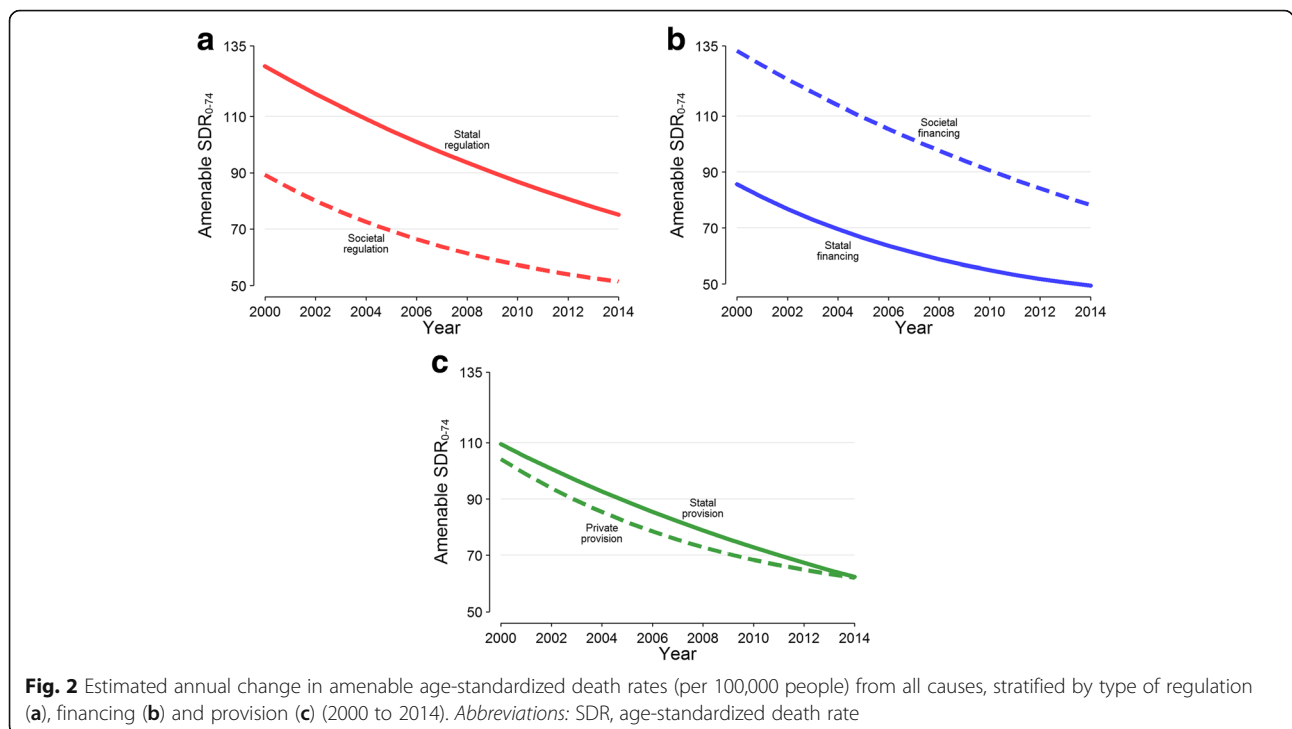 a
135
110
90
70
50
Amenable SDR0-74
Statal
regulation
Societal
regulation
2000 2002 2004 2006 2008 2010 2012 2014
Year
b
135
110
90
70
50
Amenable SDR0-74
Societal
financing
Statal
financing
2000 2002 2004 2006 2008 2010 2012 2014
Year
c
135
110
90
70
50
Amenable SDR0-74
Statal
provision
Private
provision
2000 2002 2004 2006 2008 2010 2012 2014
Year
Fig. 2 Estimated annual change in amenable age-standardized death rates (per 100,000 people) from all causes, stratified by type of regulation
(a), financing (b) and provision (c) (2000 to 2014). Abbreviations: SDR, age-standardized death rate